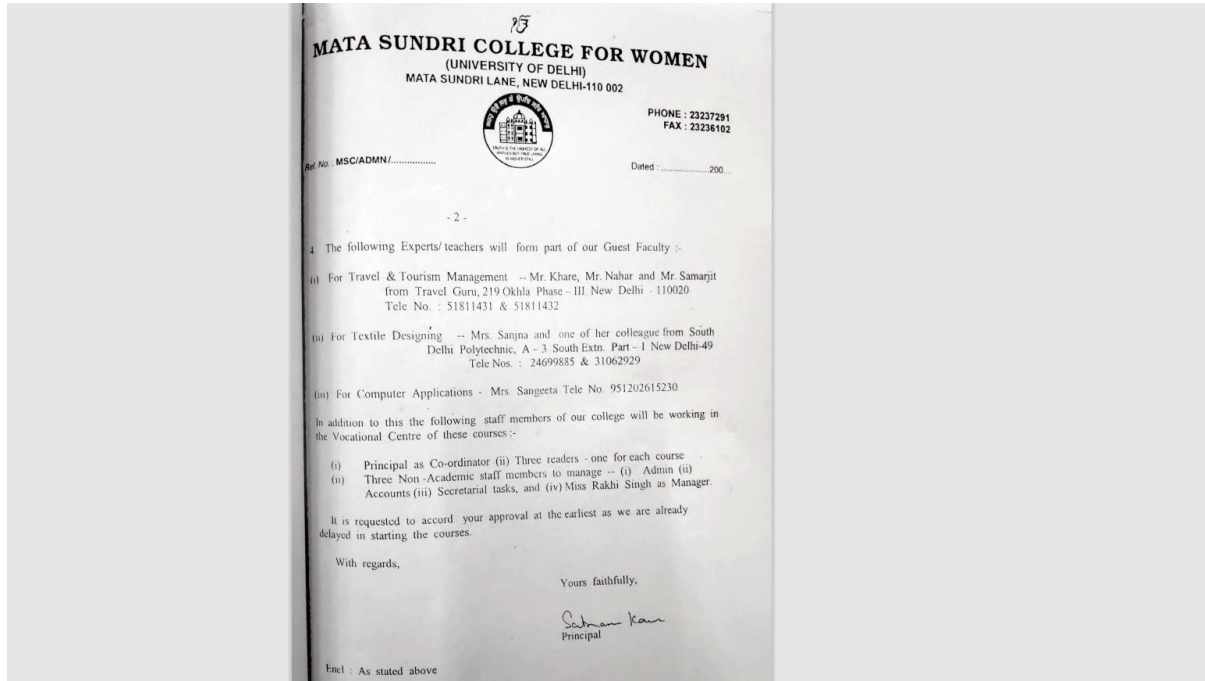 ੴ
MATA SUNDRI COLLEGE FOR WOMEN
(UNIVERSITY OF DELHI)
MATA SUNDRI LANE, NEW DELHI-110 002
PHONE : 23237291
FAX : 23236102
Ref. No. : MSC/ADMN/................
Dated : ....................200....
- 2 -
4 The following Experts/ teachers will form part of our Guest Faculty :-
(i) For Travel & Tourism Management -- Mr. Khare, Mr. Nahar and Mr. Samarjit
from Travel Guru, 219 Okhla Phase – III New Delhi - 110020
Tele No. : 51811431 & 51811432
(ii) For Textile Designing -- Mrs. Sanjna and one of her colleague from South
Delhi Polytechnic, A – 3 South Extn. Part – I New Delhi-49
Tele Nos. : 24699885 & 31062929
(iii) For Computer Applications - Mrs. Sangeeta Tele No. 951202615230
In addition to this the following staff members of our college will be working in
the Vocational Centre of these courses :-
(i) Principal as Co-ordinator (ii) Three readers - one for each course
(ii) Three Non -Academic staff members to manage -- (i) Admin (ii)
Accounts (iii) Secretarial tasks, and (iv) Miss Rakhi Singh as Manager.
It is requested to accord your approval at the earliest as we are already
delayed in starting the courses.
With regards,
Yours faithfully,
Satnam Kaur
Principal
Encl : As stated above